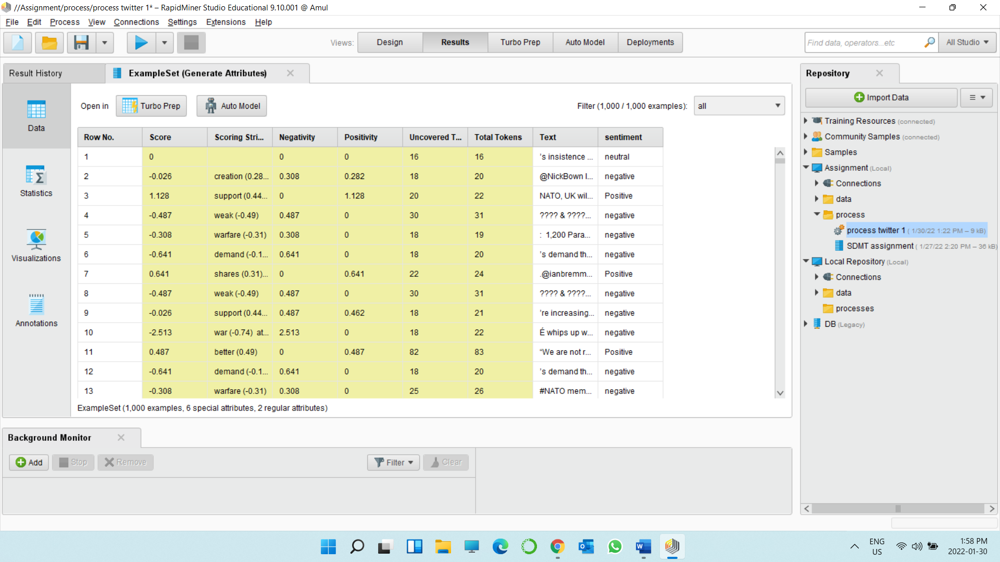 //Assignment/process/process twitter 1* – RapidMiner Studio Educational 9.10.001 @ Amul
File Edit Process View Connections Settings Extensions Help
Views: Design Results Turbo Prep Auto Model Deployments Find data, operators...etc All Studio
Result History ExampleSet (Generate Attributes) Repository
Open in Turbo Prep Auto Model Filter (1,000 / 1,000 examples): all
Import Data
Data
Statistics
Visualizations
Annotations
Row No. Score Scoring Stri... Negativity Positivity Uncovered T... Total Tokens Text sentiment
1 0 0 0 16 16 's insistence ... neutral
2 -0.026 creation (0.28... 0.308 0.282 18 20 @NickBown I... negative
3 1.128 support (0.44... 0 1.128 20 22 NATO, UK wil... Positive
4 -0.487 weak (-0.49) 0.487 0 30 31 ???? & ????... negative
5 -0.308 warfare (-0.31) 0.308 0 18 19 : 1,200 Para... negative
6 -0.641 demand (-0.1... 0.641 0 18 20 's demand th... negative
7 0.641 shares (0.31)... 0 0.641 22 24 .@ianbremm... Positive
8 -0.487 weak (-0.49) 0.487 0 30 31 ???? & ????... negative
9 -0.026 support (0.44... 0.487 0.462 18 21 're increasing... negative
10 -2.513 war (-0.74) at... 2.513 0 18 22 É whips up w... negative
11 0.487 better (0.49) 0 0.487 82 83 “We are not r... Positive
12 -0.641 demand (-0.1... 0.641 0 18 20 's demand th... negative
13 -0.308 warfare (-0.31) 0.308 0 25 26 #NATO mem... negative
ExampleSet (1,000 examples, 6 special attributes, 2 regular attributes)
Training Resources (connected)
Community Samples (connected)
Samples
Assignment (Local)
Connections
data
process
process twitter 1 ( 1/30/22 1:22 PM – 9 kB)
SDMT assignment ( 1/27/22 2:20 PM – 36 kB)
Local Repository (Local)
Connections
data
processes
DB (Legacy)
Background Monitor
Add Stop Remove Filter Clear
ENG
US
1:58 PM
2022-01-30